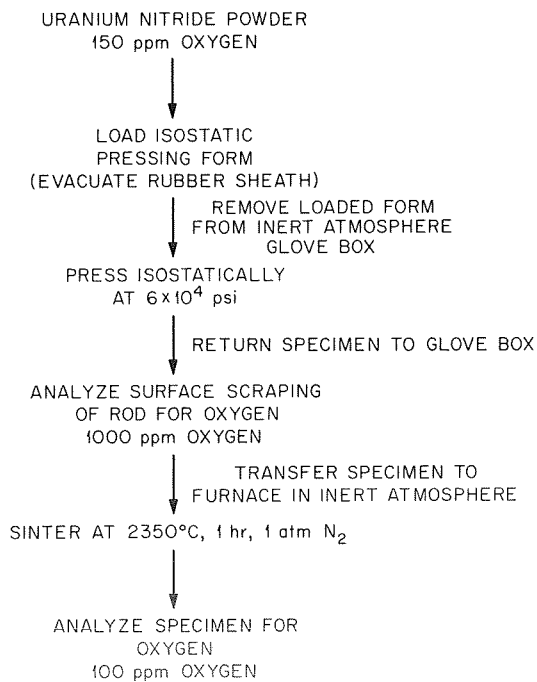 URANIUM NITRIDE POWDER
150 ppm OXYGEN
LOAD ISOSTATIC
PRESSING FORM
(EVACUATE RUBBER SHEATH)
REMOVE LOADED FORM
FROM INERT ATMOSPHERE
GLOVE BOX
PRESS ISOSTATICALLY
AT 6×10⁴ psi
RETURN SPECIMEN TO GLOVE BOX
ANALYZE SURFACE SCRAPING
OF ROD FOR OXYGEN
1000 ppm OXYGEN
TRANSFER SPECIMEN TO
FURNACE IN INERT ATMOSPHERE
SINTER AT 2350°C, 1 hr, 1 atm N₂
ANALYZE SPECIMEN FOR
OXYGEN
100 ppm OXYGEN